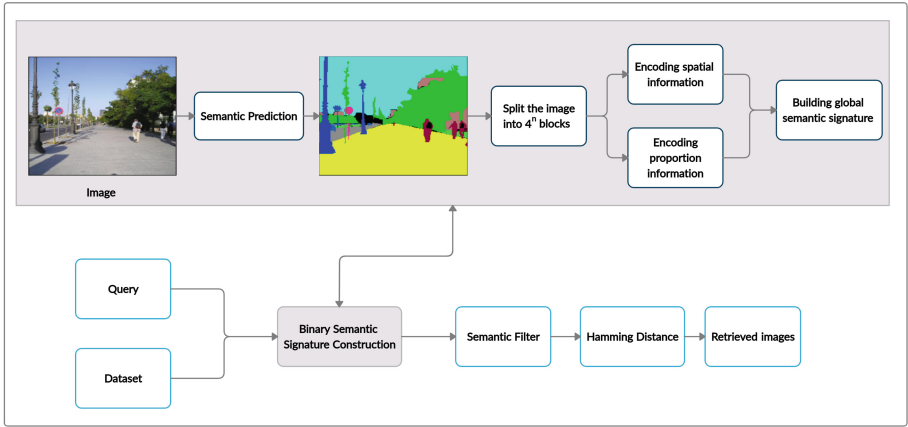 Image
Semantic Prediction
Split the image
into 4ⁿ blocks
Encoding spatial
information
Encoding
proportion
information
Building global
semantic signature
Query
Dataset
Binary Semantic
Signature Construction
Semantic Filter
Hamming Distance
Retrieved images